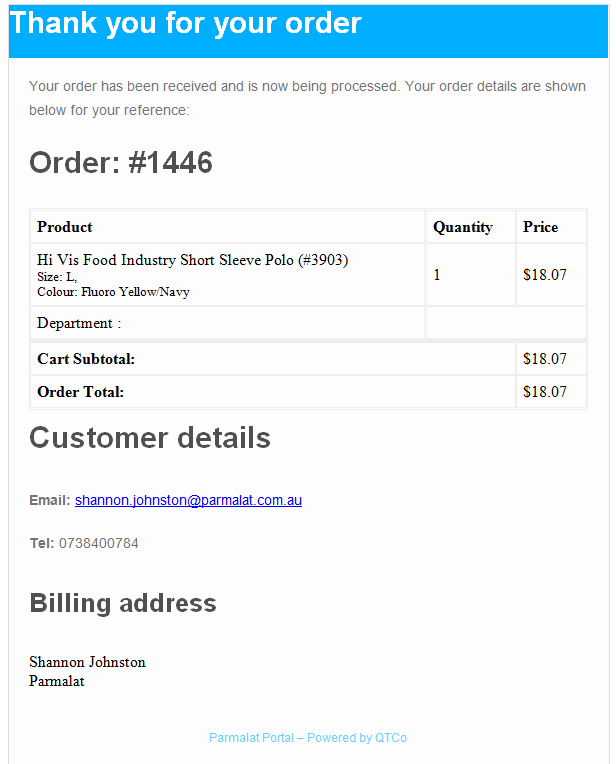 Thank you for your order
Your order has been received and is now being processed. Your order details are shown
below for your reference:
Order: #1446
Product Quantity Price
Hi Vis Food Industry Short Sleeve Polo (#3903)
Size: L,
Colour: Fluoro Yellow/Navy
1 $18.07
Department :
Cart Subtotal: $18.07
Order Total: $18.07
Customer details
Email: shannon.johnston@parmalat.com.au
Tel: 0738400784
Billing address
Shannon Johnston
Parmalat
Parmalat Portal – Powered by QTCo